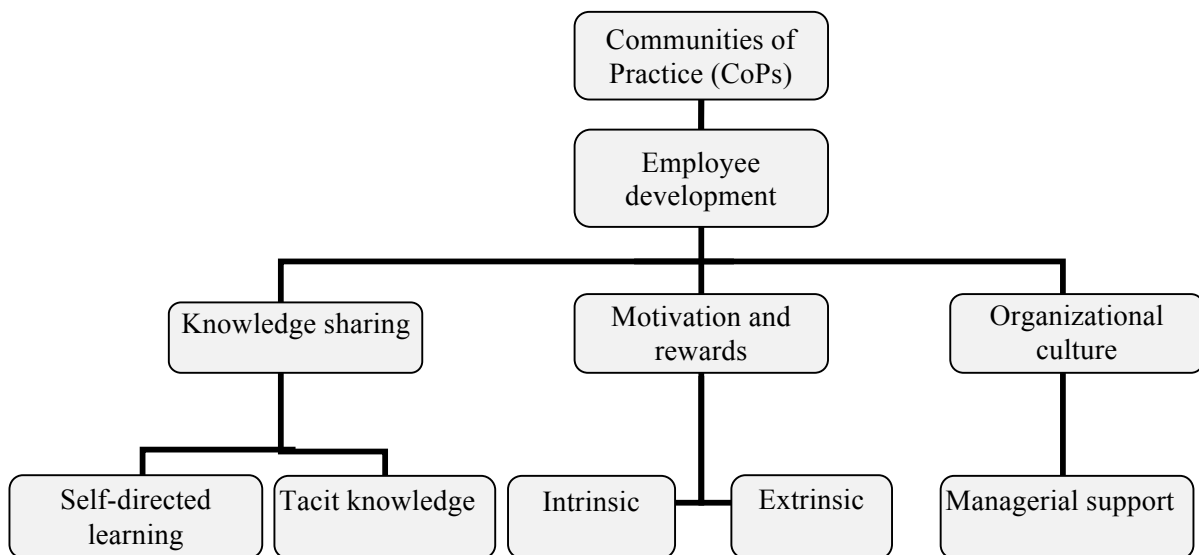 Communities of
Practice (CoPs)
Employee
development
Knowledge sharing
Motivation and
rewards
Organizational
culture
Self-directed
learning
Tacit knowledge
Intrinsic
Extrinsic
Managerial support